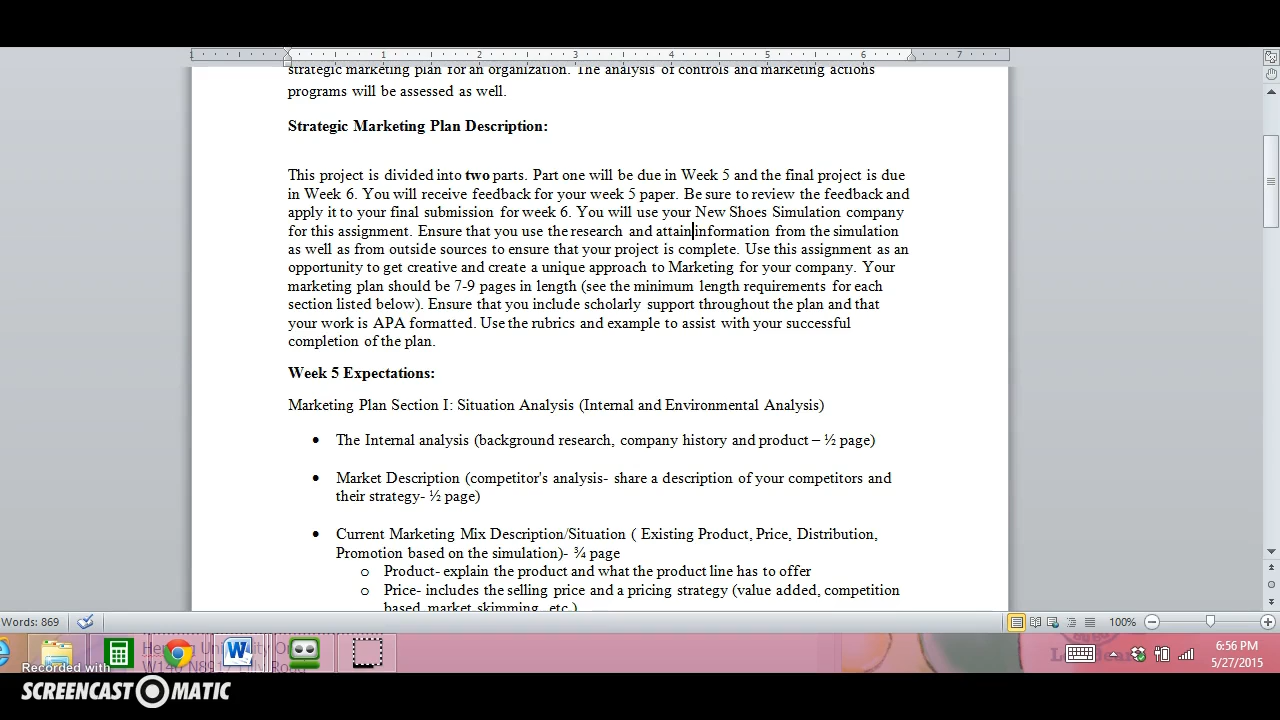 1 1 2 3 4 5 6 7
strategic marketing plan for an organization. The analysis of controls and marketing actions
programs will be assessed as well.
Strategic Marketing Plan Description:
This project is divided into two parts. Part one will be due in Week 5 and the final project is due
in Week 6. You will receive feedback for your week 5 paper. Be sure to review the feedback and
apply it to your final submission for week 6. You will use your New Shoes Simulation company
for this assignment. Ensure that you use the research and attain information from the simulation
as well as from outside sources to ensure that your project is complete. Use this assignment as an
opportunity to get creative and create a unique approach to Marketing for your company. Your
marketing plan should be 7-9 pages in length (see the minimum length requirements for each
section listed below). Ensure that you include scholarly support throughout the plan and that
your work is APA formatted. Use the rubrics and example to assist with your successful
completion of the plan.
Week 5 Expectations:
Marketing Plan Section I: Situation Analysis (Internal and Environmental Analysis)
• The Internal analysis (background research, company history and product – ½ page)
• Market Description (competitor's analysis- share a description of your competitors and
their strategy- ½ page)
• Current Marketing Mix Description/Situation ( Existing Product, Price, Distribution,
Promotion based on the simulation)- ¾ page
o Product- explain the product and what the product line has to offer
o Price- includes the selling price and a pricing strategy (value added, competition
based, market skimming, etc.)
Words: 869
100%
6:56 PM
5/27/2015
Recorded with
SCREENCAST MATIC